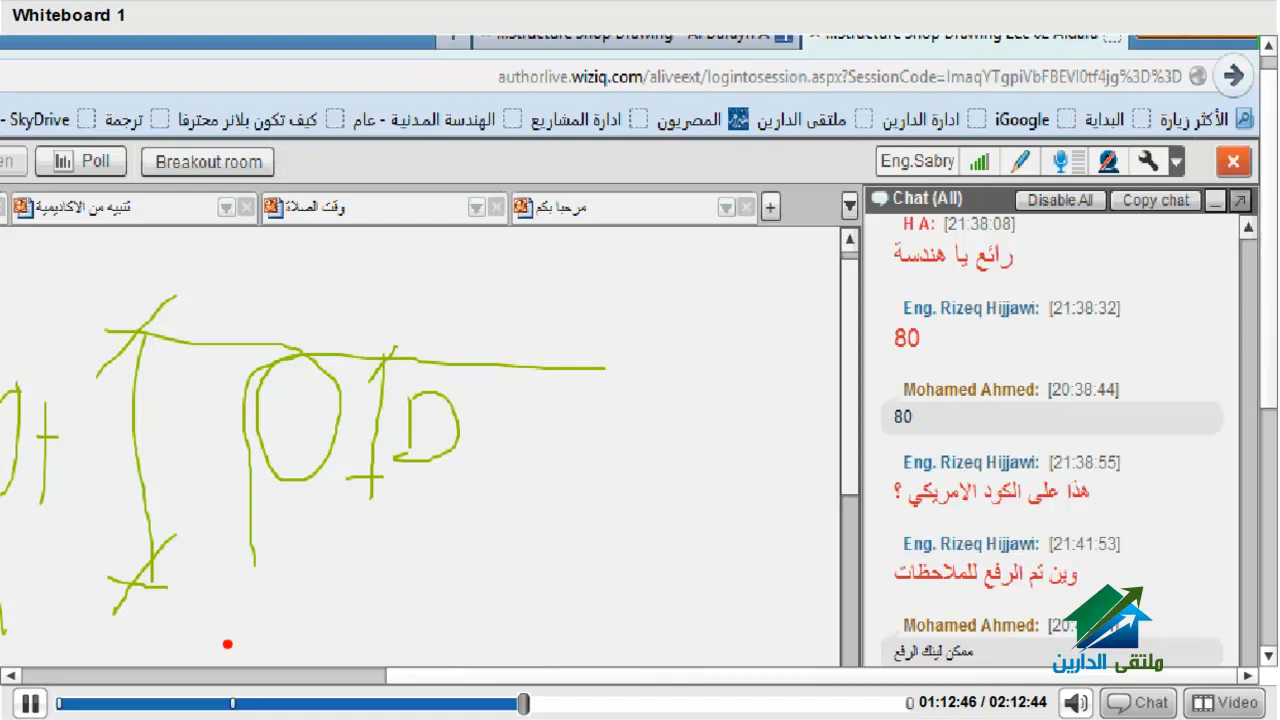 Whiteboard 1
authorlive.wiziq.com/aliveext/logintosession.aspx?SessionCode=ImaqYTgpiVbFBEVl0tf4jg%3D%3D
الأكثر زيارة
البداية
iGoogle
ادارة الدارين
ملتقى الدارين
المصريون
ادارة المشاريع
الهندسة المدنية - عام
كيف تكون بلانر محترفا
ترجمة
SkyDrive -
Poll
Breakout room
Eng.Sabry
تنبيه من الاكاديمية
وقت الصلاة
مرحبا بكم
Chat (All)
Disable All
Copy chat
H A: [21:38:08]
رائع يا هندسة
Eng. Rizeq Hijjawi: [21:38:32]
80
Mohamed Ahmed: [20:38:44]
80
Eng. Rizeq Hijjawi: [21:38:55]
هذا على الكود الامريكي ؟
Eng. Rizeq Hijjawi: [21:41:53]
وين تم الرفع للملاحظات
Mohamed Ahmed:
ممكن لينك الرفع
D
ملتقى الدارين
01:12:46 / 02:12:44
Chat
Video